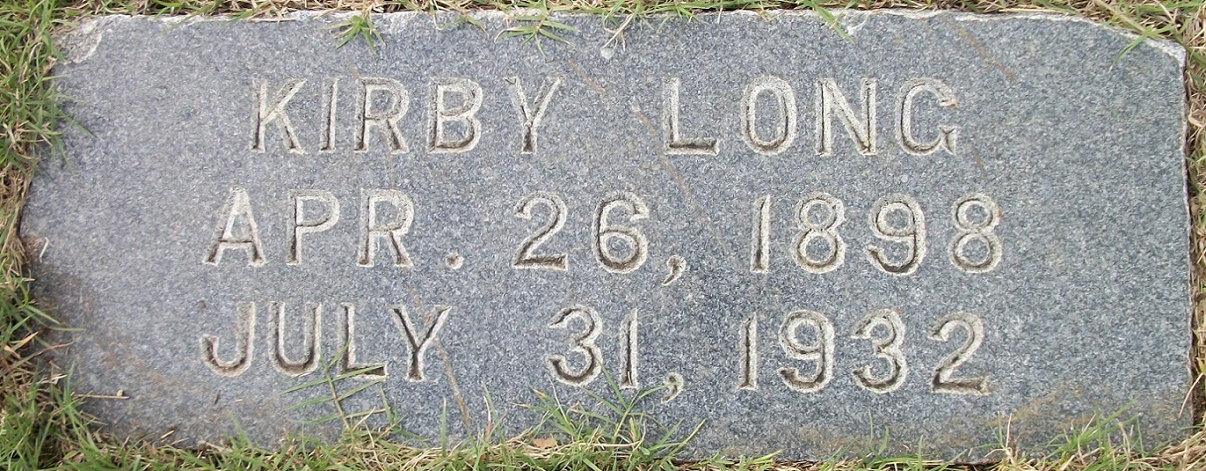 KIRBY LONG
APR. 26, 1898
JULY 31, 1932